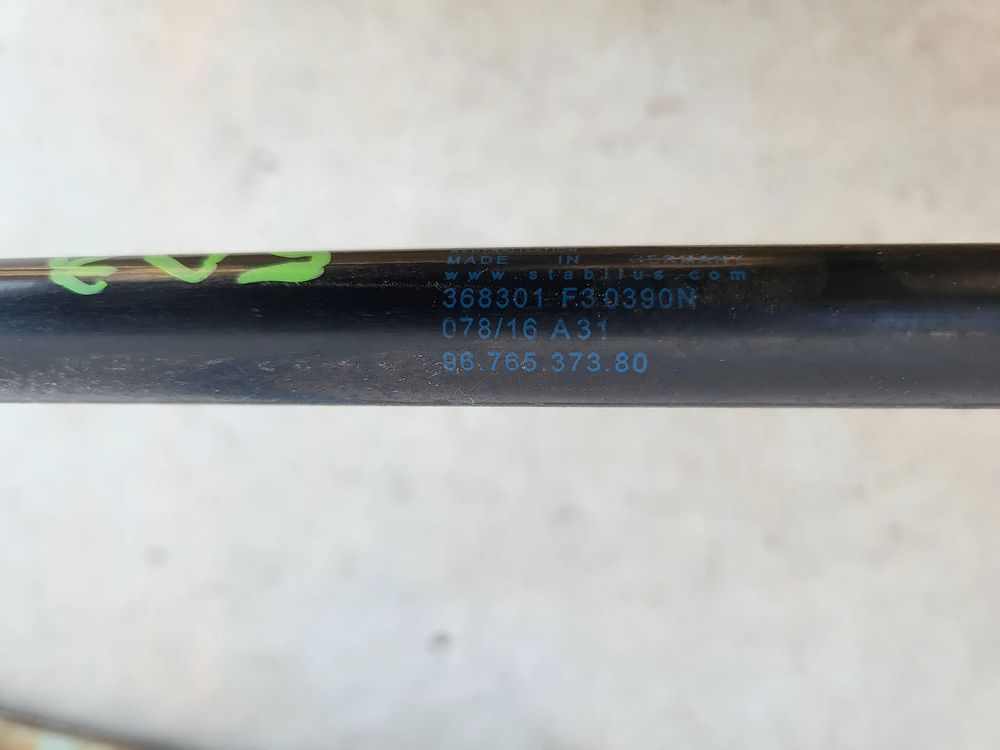 MADE IN GERMANY
www.stabilus.com
368301 F3 0390N
078/16 A31
96.765.373.80